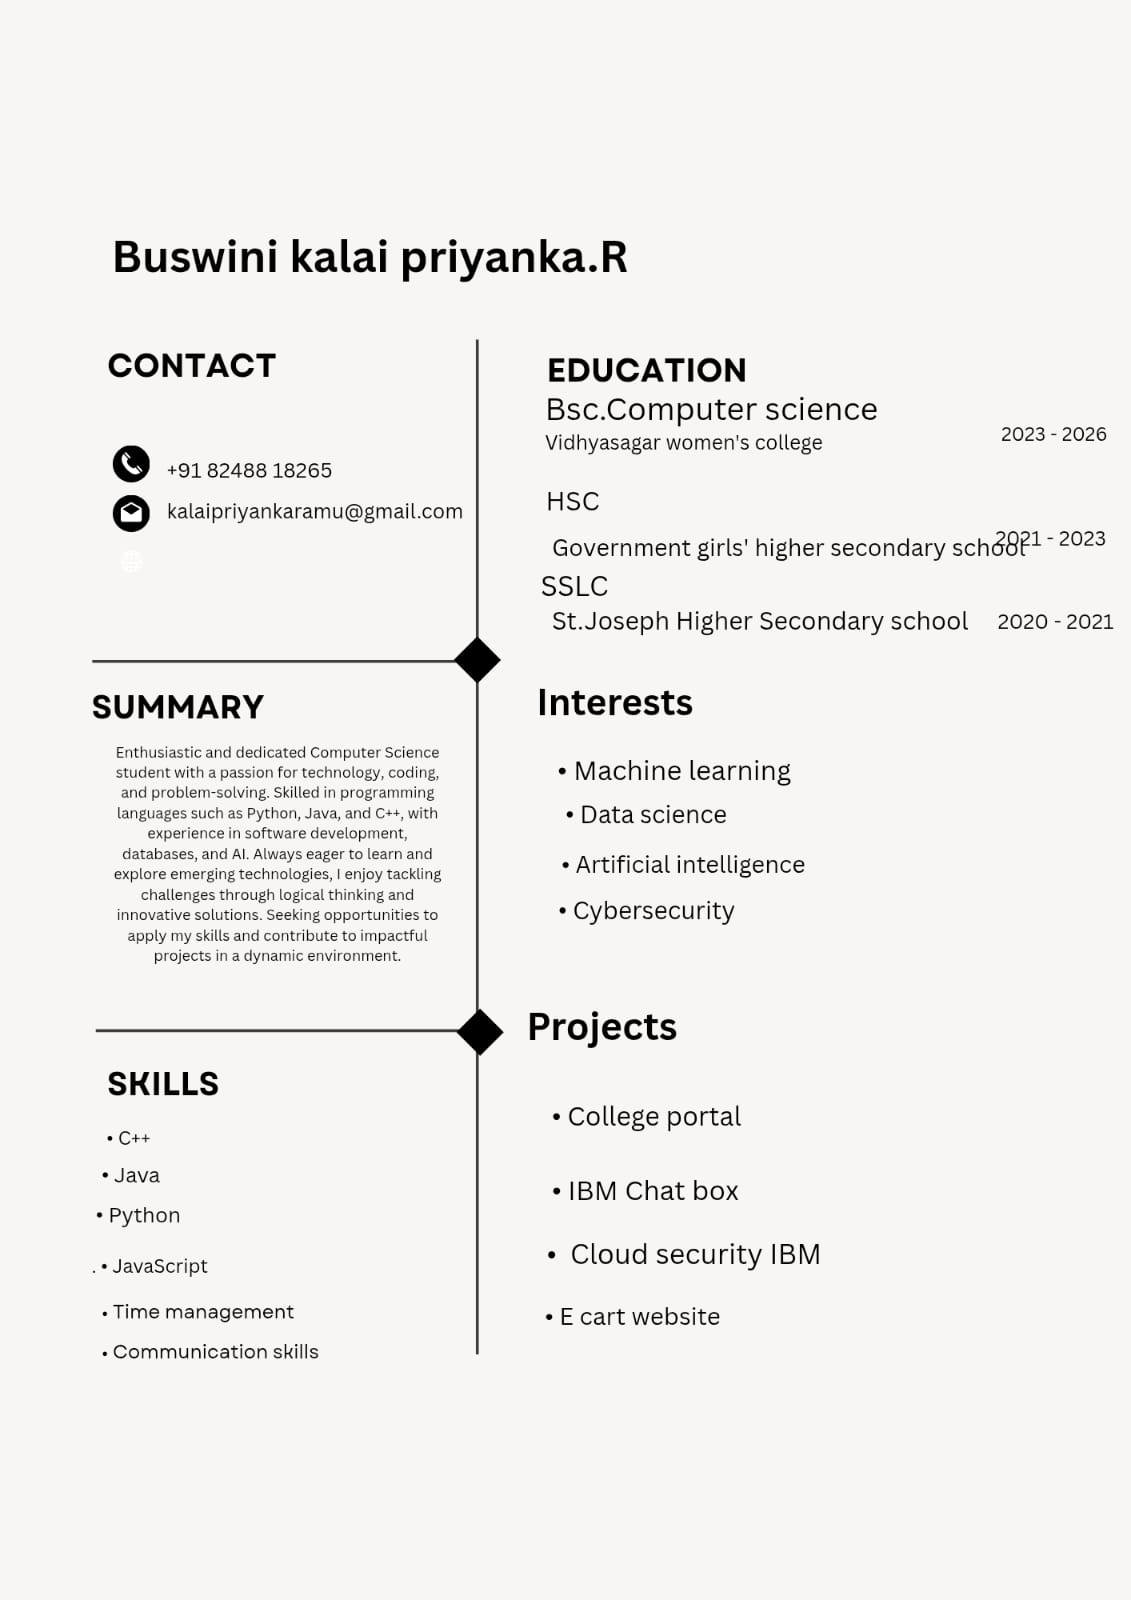 Buswini kalai priyanka.R
CONTACT
+91 82488 18265
kalaipriyankaramu@gmail.com
SUMMARY
Enthusiastic and dedicated Computer Science
student with a passion for technology, coding,
and problem-solving. Skilled in programming
languages such as Python, Java, and C++, with
experience in software development,
databases, and AI. Always eager to learn and
explore emerging technologies, I enjoy tackling
challenges through logical thinking and
innovative solutions. Seeking opportunities to
apply my skills and contribute to impactful
projects in a dynamic environment.
SKILLS
• C++
• Java
• Python
. • JavaScript
• Time management
• Communication skills
EDUCATION
Bsc.Computer science
Vidhyasagar women's college
2023 - 2026
HSC
Government girls' higher secondary school
2021 - 2023
SSLC
St.Joseph Higher Secondary school
2020 - 2021
Interests
• Machine learning
• Data science
• Artificial intelligence
• Cybersecurity
Projects
• College portal
• IBM Chat box
• Cloud security IBM
• E cart website